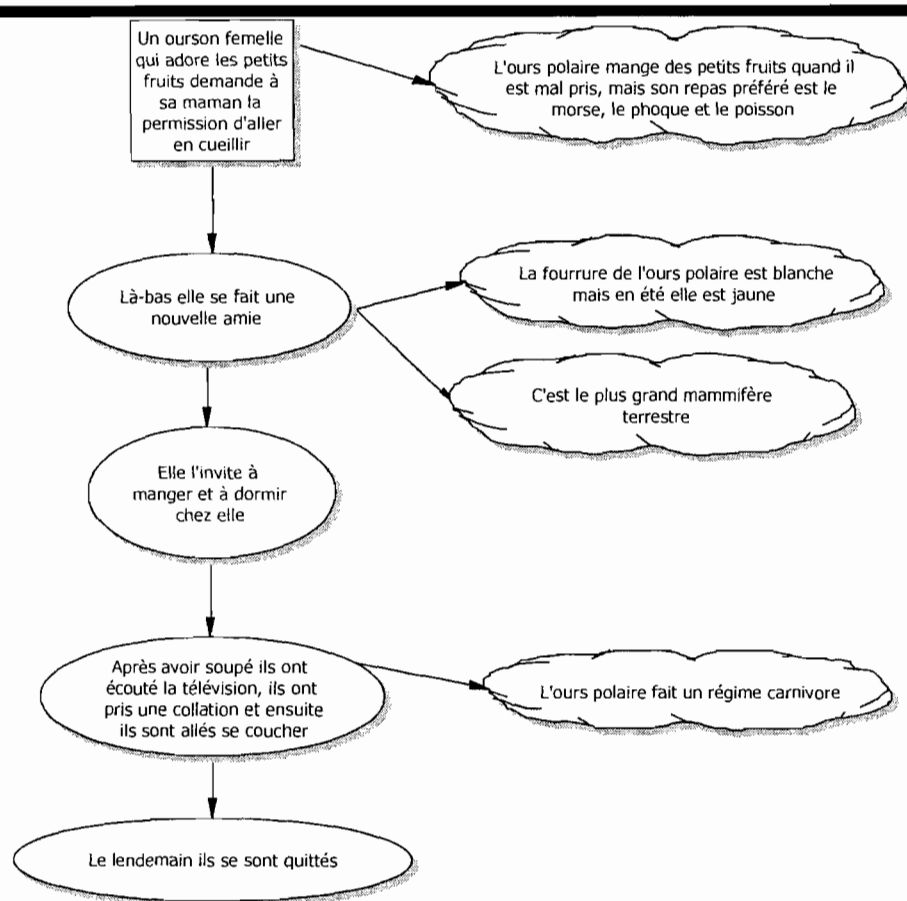 Un ourson femelle
qui adore les petits
fruits demande à
sa maman la
permission d'aller
en cueillir
L'ours polaire mange des petits fruits quand il
est mal pris, mais son repas préféré est le
morse, le phoque et le poisson
Là-bas elle se fait une
nouvelle amie
La fourrure de l'ours polaire est blanche
mais en été elle est jaune
C'est le plus grand mammifère
terrestre
Elle l'invite à
manger et à dormir
chez elle
Après avoir soupé ils ont
écouté la télévision, ils ont
pris une collation et ensuite
ils sont allés se coucher
L'ours polaire fait un régime carnivore
Le lendemain ils se sont quittés